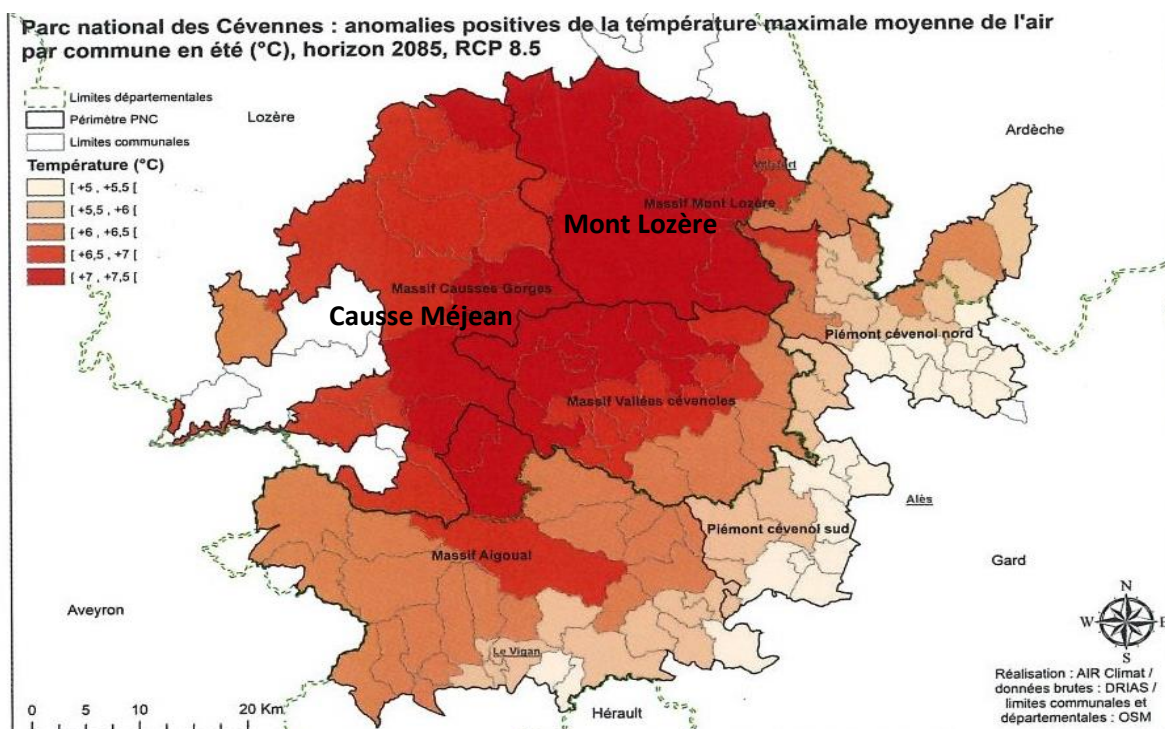 Parc national des Cévennes : anomalies positives de la température maximale moyenne de l'air
par commune en été (°C), horizon 2085, RCP 8.5
Limites départementales
Périmètre PNC
Limites communales
Température (°C)
[ +5 , +5,5 [
[ +5,5 , +6 [
[ +6 , +6,5 [
[ +6,5 , +7 [
[ +7 , +7,5 [
Lozère
Ardèche
Villefort
Massif Mont Lozère
Mont Lozère
Massif Causses Gorges
Causse Méjean
Piémont cévenol nord
Massif Vallées cévenoles
Alès
Piémont cévenol sud
Massif Aigoual
Gard
Aveyron
Le Vigan
Hérault
N
W
E
S
0 5 10 20 Km
Réalisation : AIR Climat /
données brutes : DRIAS /
limites communales et
départementales : OSM